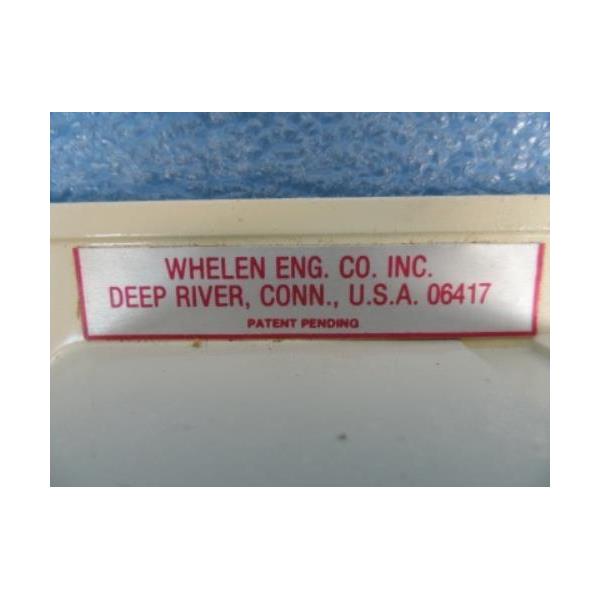 WHELEN ENG. CO. INC.
DEEP RIVER, CONN., U.S.A. 06417
PATENT PENDING